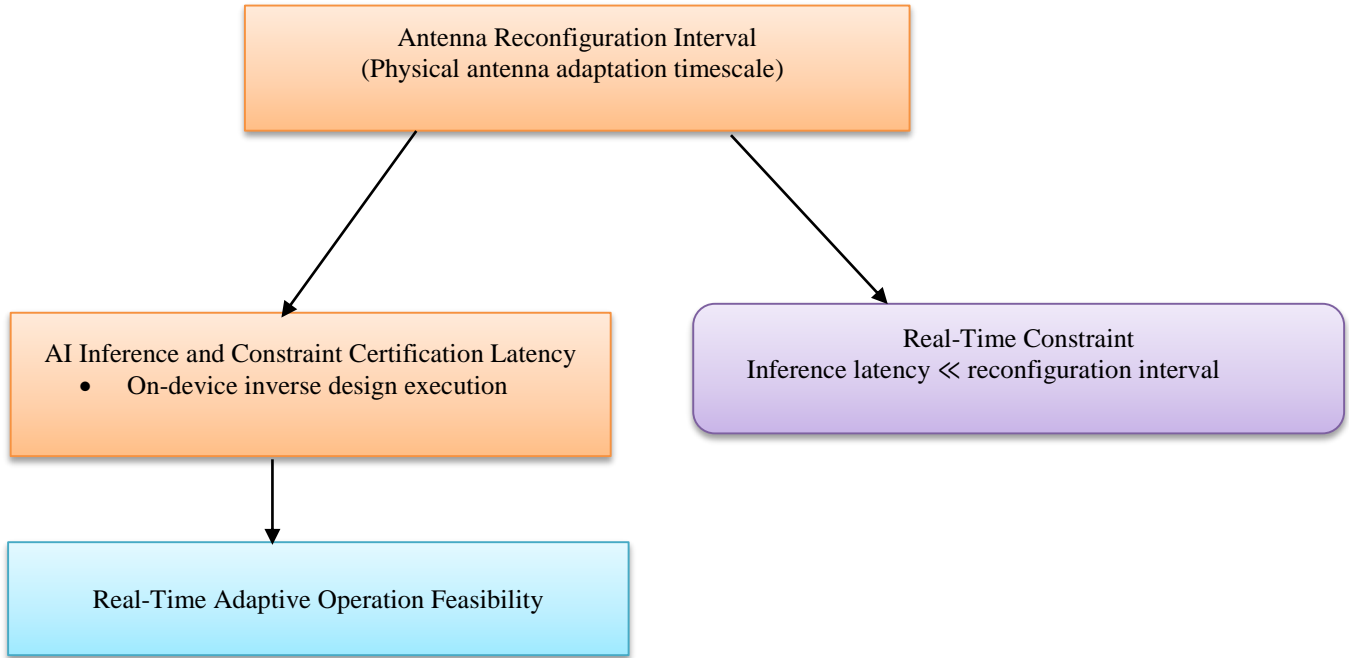 Antenna Reconfiguration Interval
(Physical antenna adaptation timescale)
AI Inference and Constraint Certification Latency
• On-device inverse design execution
Real-Time Constraint
Inference latency ≪ reconfiguration interval
Real-Time Adaptive Operation Feasibility